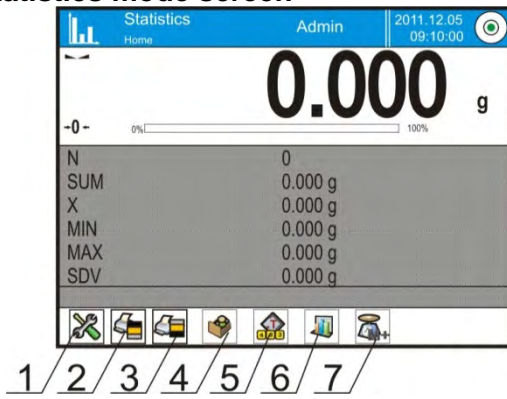 Statistics Mode Screen
Statistics
Home
Admin
2011.12.05
09:10:00
0.000 g
→0←
0%
100%
N 0
SUM 0.000 g
X 0.000 g
MIN 0.000 g
MAX 0.000 g
SDV 0.000 g
1 2 3 4 5 6 7